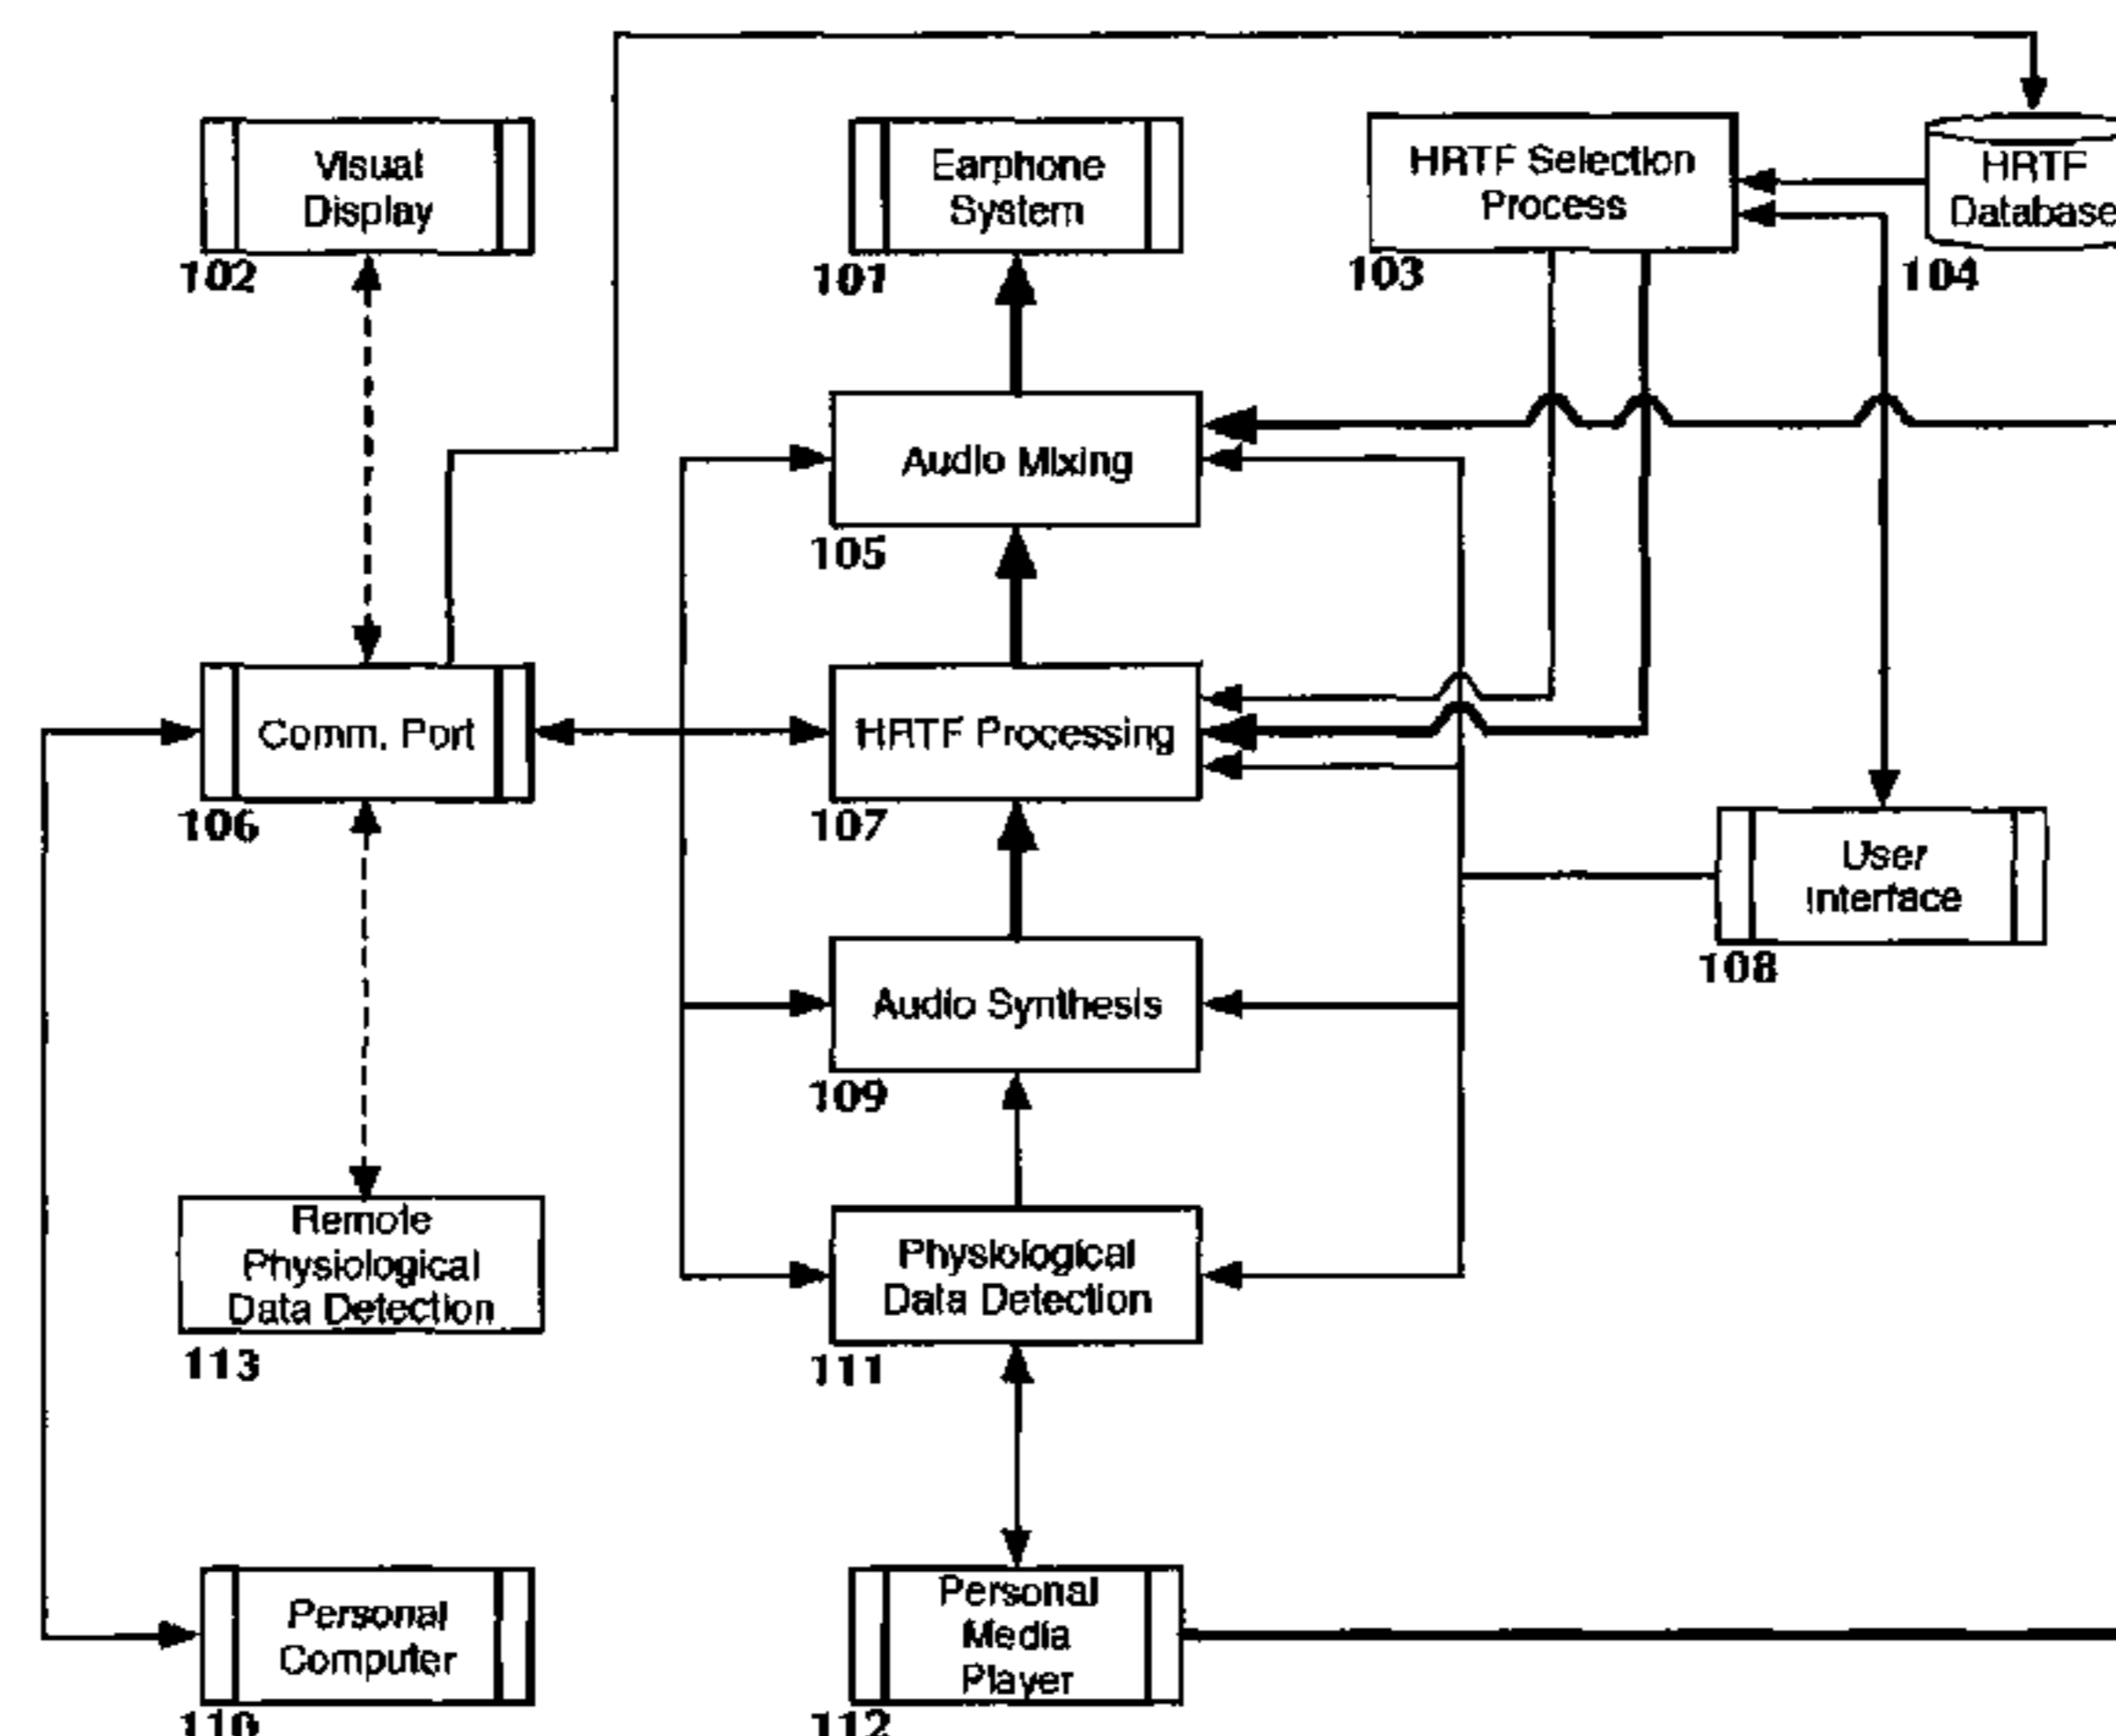 Visual
Display
102
Earphone
System
101
HRTF Selection
Process
103
HRTF
Database
104
Audio Mixing
105
Comm. Port
106
HRTF Processing
107
User
Interface
108
Audio Synthesis
109
Remote
Physiological
Data Detection
113
Physiological
Data Detection
111
Personal
Computer
110
Personal
Media
Player
112